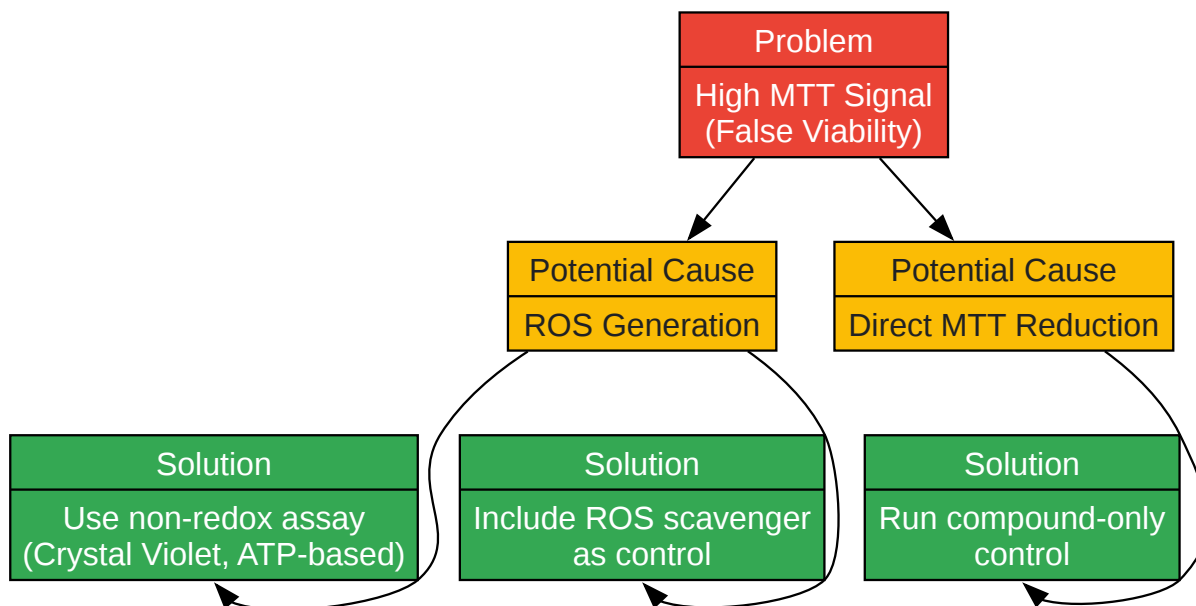 Problem
High MTT Signal
(False Viability)
Potential Cause
ROS Generation
Potential Cause
Direct MTT Reduction
Solution
Use non-redox assay
(Crystal Violet, ATP-based)
Solution
Include ROS scavenger
as control
Solution
Run compound-only
control